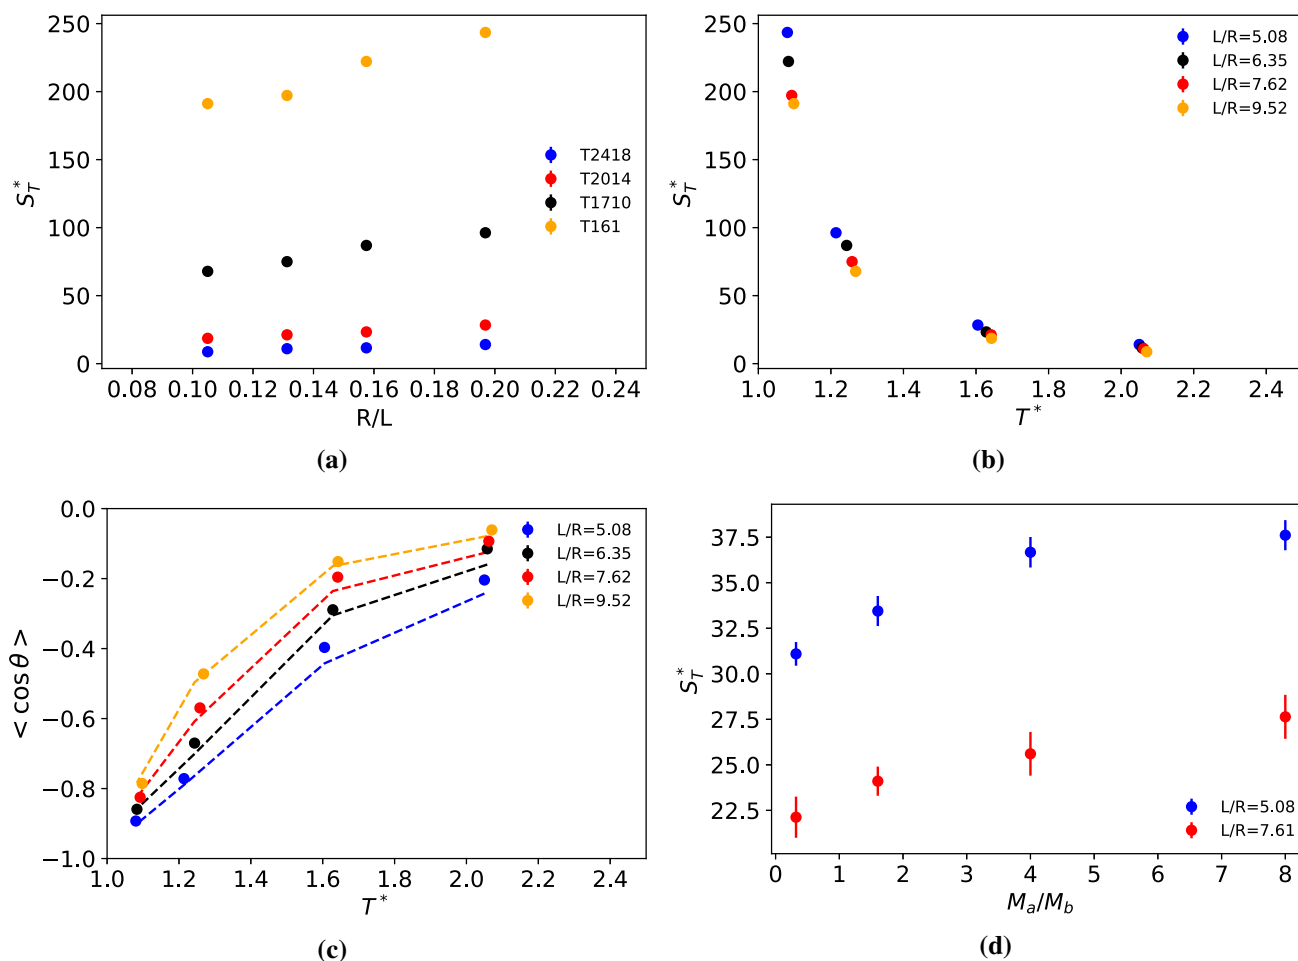 250
200
150
100
50
0
S_T^*
T2418
T2014
T1710
T161
0.08 0.10 0.12 0.14 0.16 0.18 0.20 0.22 0.24
R/L
(a)
250
200
150
100
50
0
S_T^*
L/R=5.08
L/R=6.35
L/R=7.62
L/R=9.52
1.0 1.2 1.4 1.6 1.8 2.0 2.2 2.4
T^*
(b)
0.0
−0.2
−0.4
−0.6
−0.8
−1.0
< cos θ >
L/R=5.08
L/R=6.35
L/R=7.62
L/R=9.52
1.0 1.2 1.4 1.6 1.8 2.0 2.2 2.4
T^*
(c)
37.5
35.0
32.5
30.0
27.5
25.0
22.5
S_T^*
L/R=5.08
L/R=7.61
0 1 2 3 4 5 6 7 8
M_a/M_b
(d)